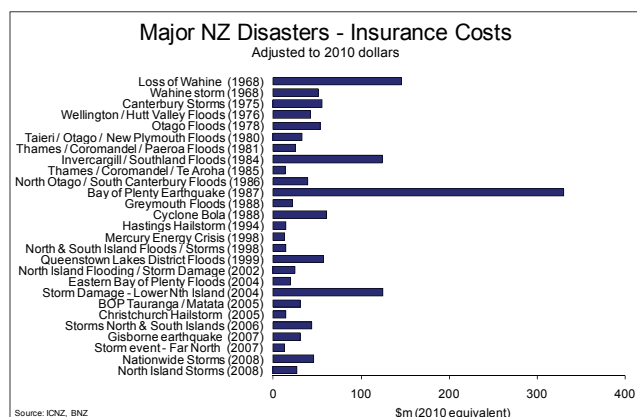 Major NZ Disasters - Insurance Costs
Adjusted to 2010 dollars
Loss of Wahine (1968)
Wahine storm (1968)
Canterbury Storms (1975)
Wellington / Hutt Valley Floods (1976)
Otago Floods (1978)
Taieri / Otago / New Plymouth Floods (1980)
Thames / Coromandel / Paeroa Floods (1981)
Invercargill / Southland Floods (1984)
Thames / Coromandel / Te Aroha (1985)
North Otago / South Canterbury Floods (1986)
Bay of Plenty Earthquake (1987)
Greymouth Floods (1988)
Cyclone Bola (1988)
Hastings Hailstorm (1994)
Mercury Energy Crisis (1998)
North & South Island Floods / Storms (1998)
Queenstown Lakes District Floods (1999)
North Island Flooding / Storm Damage (2002)
Eastern Bay of Plenty Floods (2004)
Storm Damage - Lower Nth Island (2004)
BOP Tauranga / Matata (2005)
Christchurch Hailstorm (2005)
Storms North & South Islands (2006)
Gisborne earthquake (2007)
Storm event - Far North (2007)
Nationwide Storms (2008)
North Island Storms (2008)
0 100 200 300 400
Source: ICNZ, BNZ
$m (2010 equivalent)